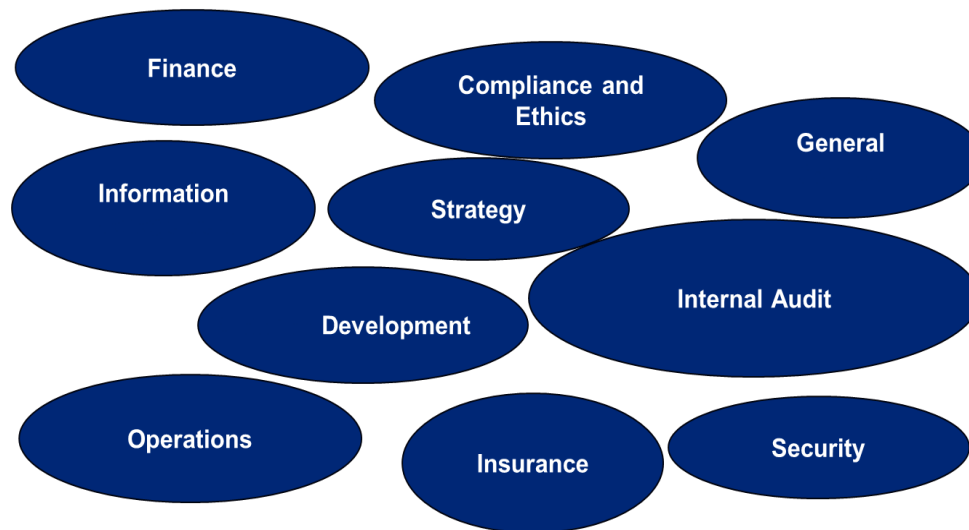 Finance
Compliance and
Ethics
General
Information
Strategy
Internal Audit
Development
Operations
Insurance
Security